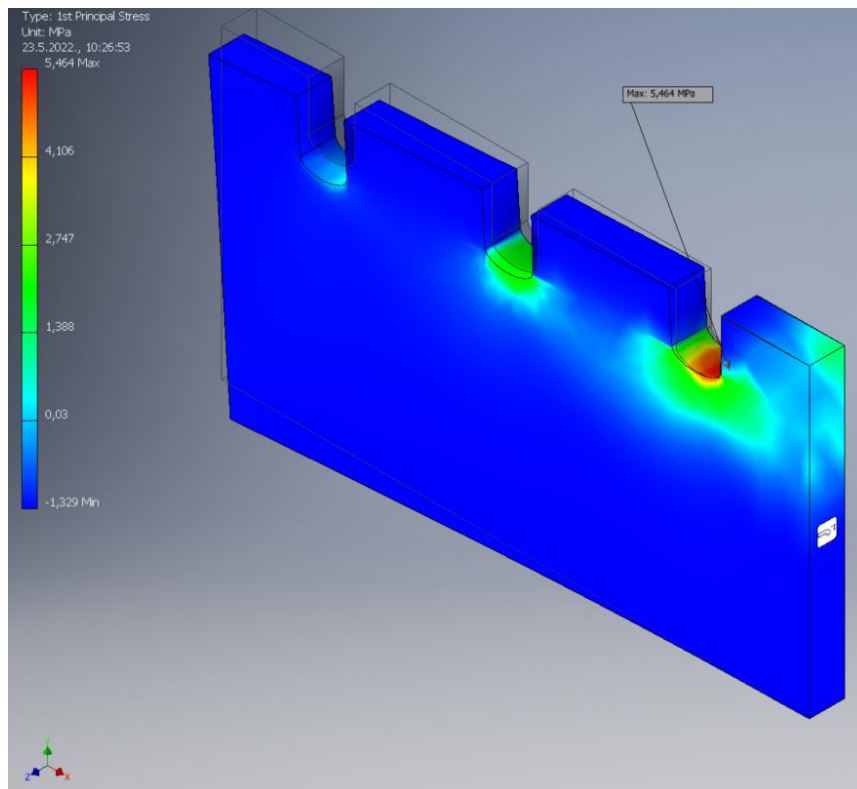 Type: 1st Principal Stress
Unit: MPa
23.5.2022., 10:26:53
5,464 Max
Max: 5,464 MPa
4,106
2,747
1,388
0,03
-1,329 Min
Y
Z
X